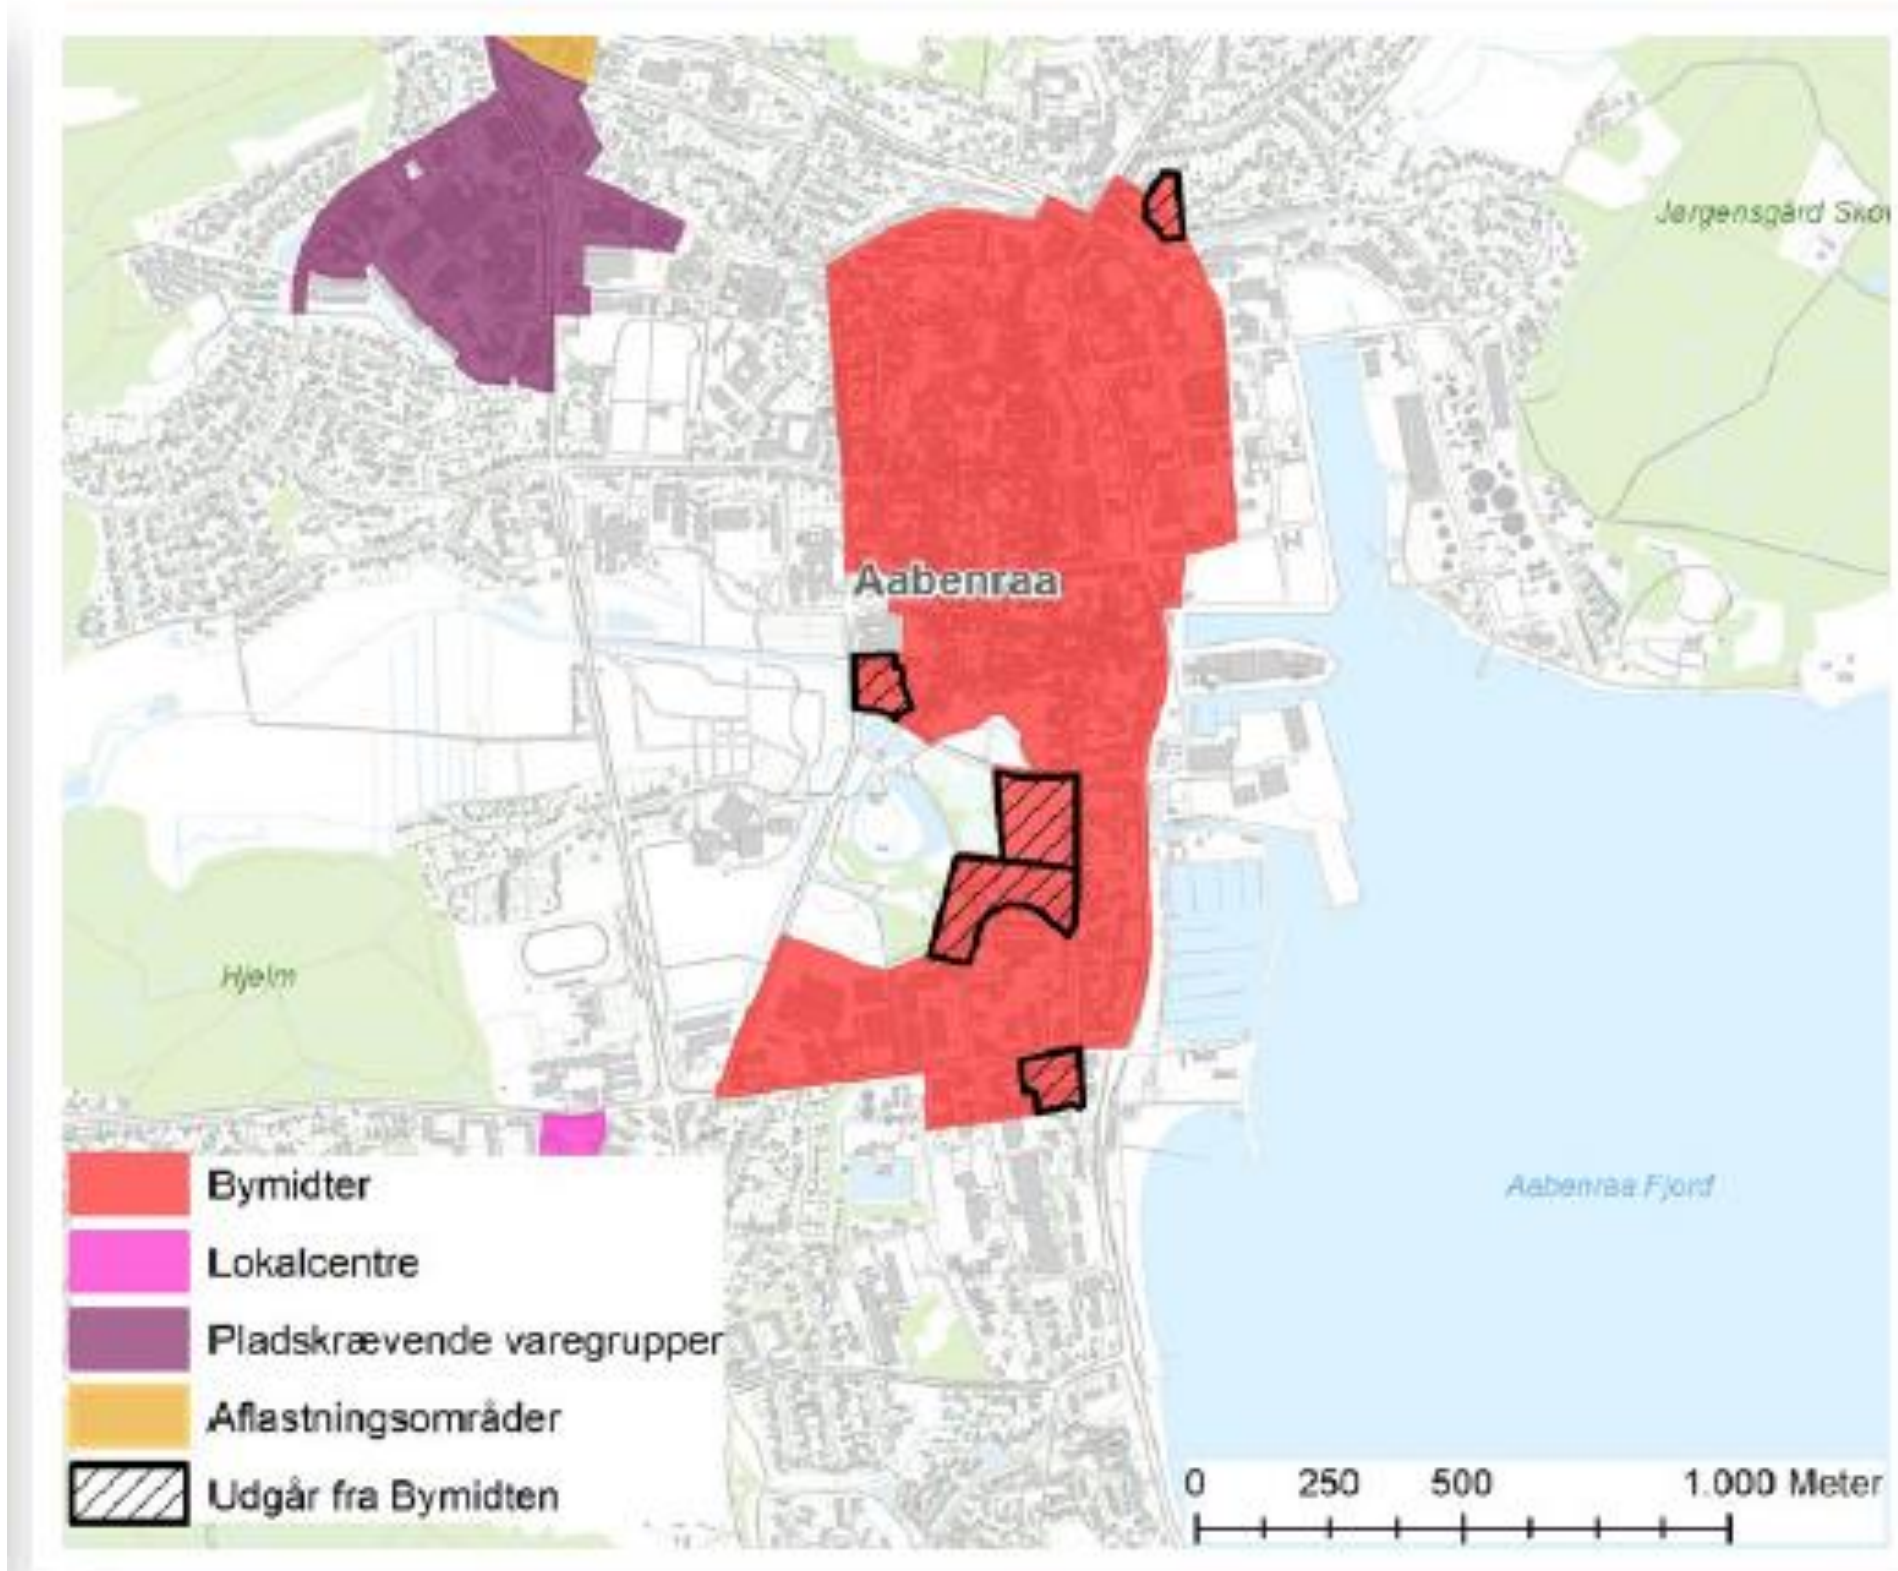 Jørgensgård Skov
Aabenraa
Hjelm
Aabenraa Fjord
Bymidter
Lokalcentre
Pladskrævende varegrupper
Aflastningsområder
Udgår fra Bymidten
0 250 500 1.000 Meter